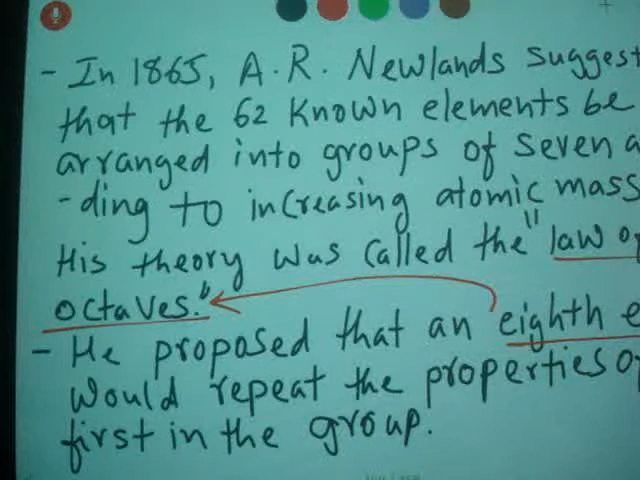 - In 1865, A.R. Newlands suggest
that the 62 known elements be
arranged into groups of seven a
-ding to increasing atomic mass
His theory was called the "law o
octaves."
- He proposed that an eighth e
would repeat the properties of
first in the group.